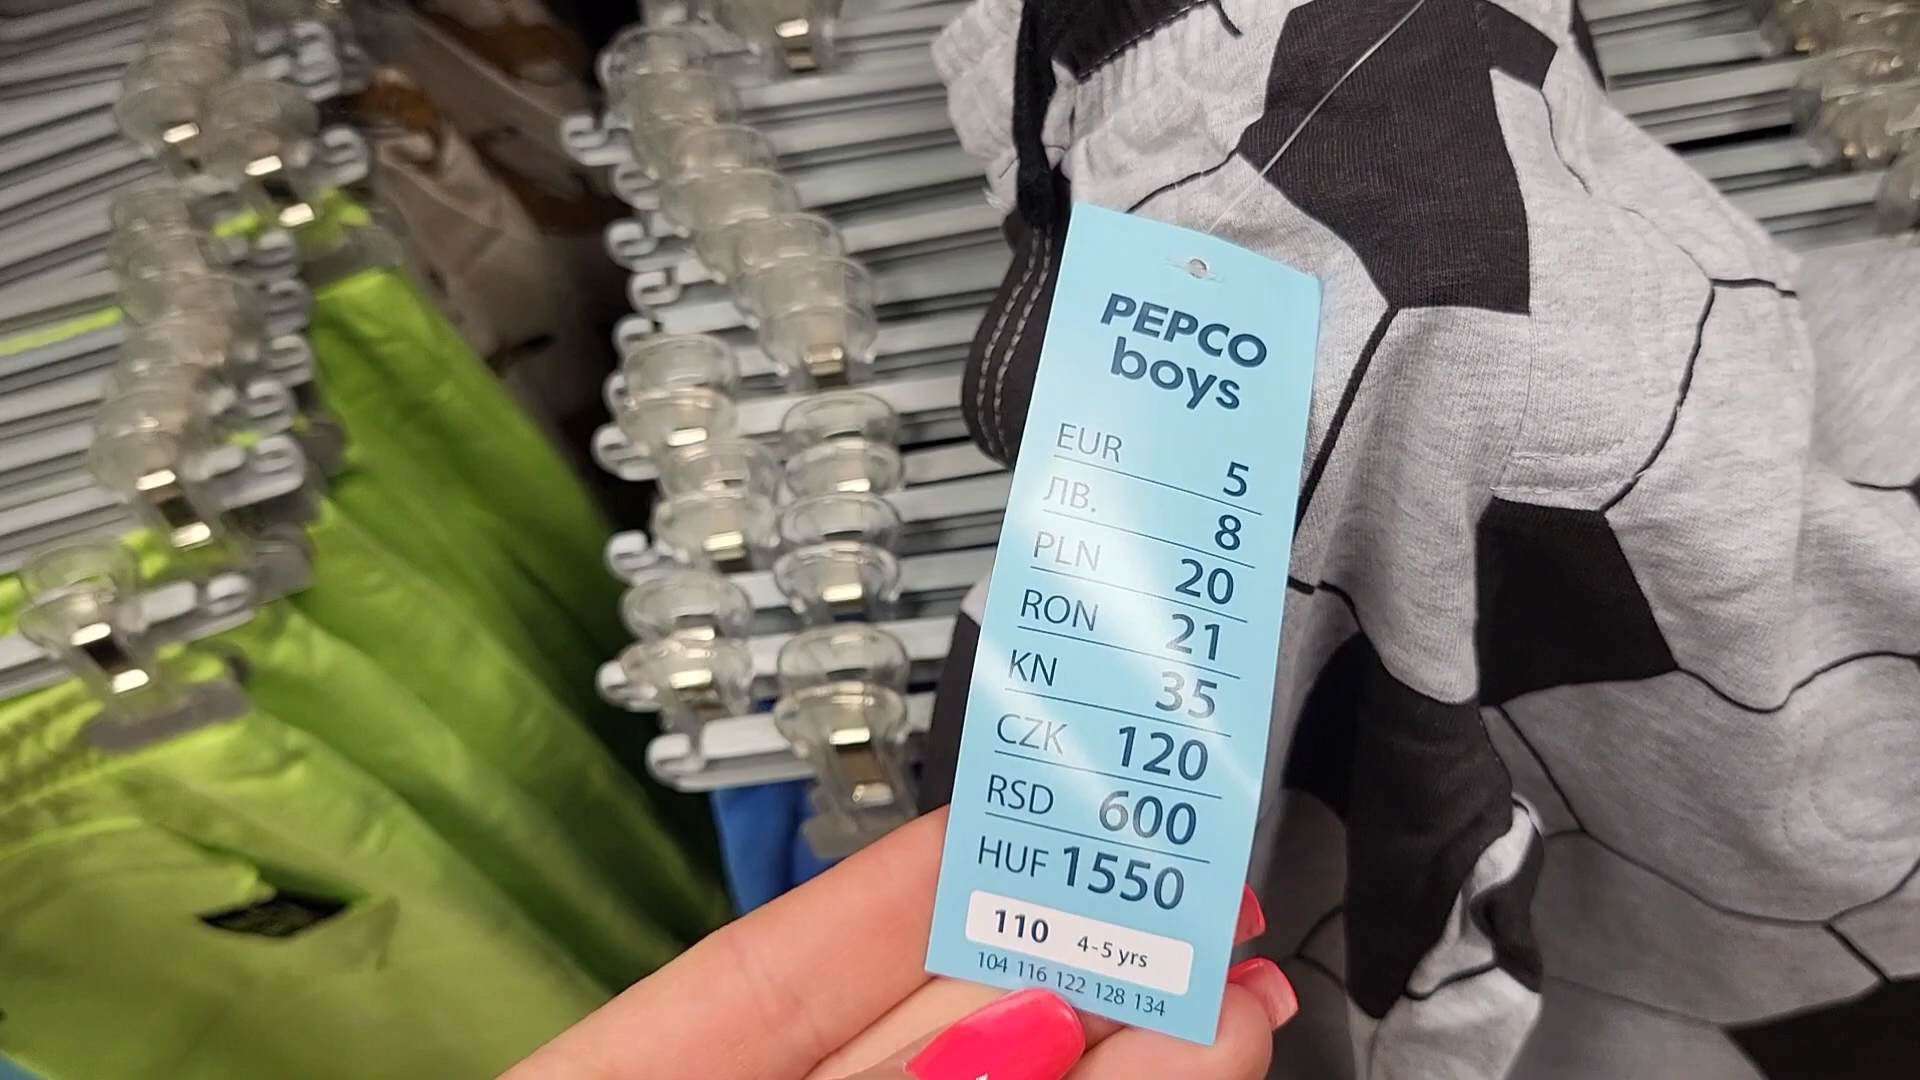 PEPCO
boys
EUR 5
ЛВ. 8
PLN 20
RON 21
KN 35
CZK 120
RSD 600
HUF 1550
110 4-5 yrs
104 116 122 128 134